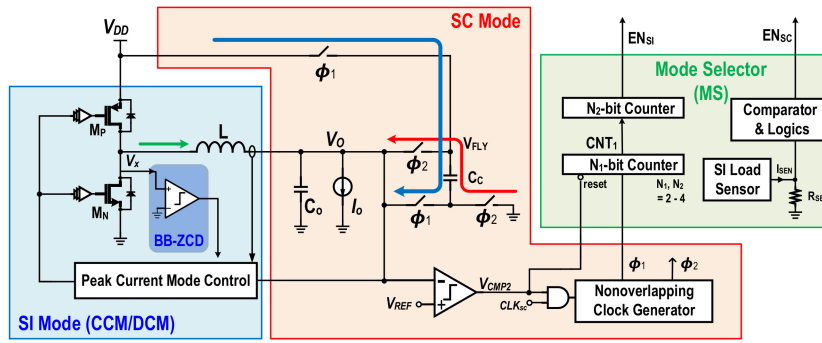 SC Mode
V_DD
EN_SI
EN_SC
ϕ1
Mode Selector
(MS)
N2-bit Counter
Comparator
& Logics
M_P
L
V_O
ϕ2
V_FLY
CNT1
N1-bit Counter
SI Load
Sensor
I_SEN
V_x
C_C
reset
N1, N2
= 2 - 4
M_N
C_o
I_o
ϕ1
ϕ2
BB-ZCD
ϕ1
ϕ2
Peak Current Mode Control
V_CMP2
V_REF
CLK_SC
Nonoverlapping
Clock Generator
SI Mode (CCM/DCM)